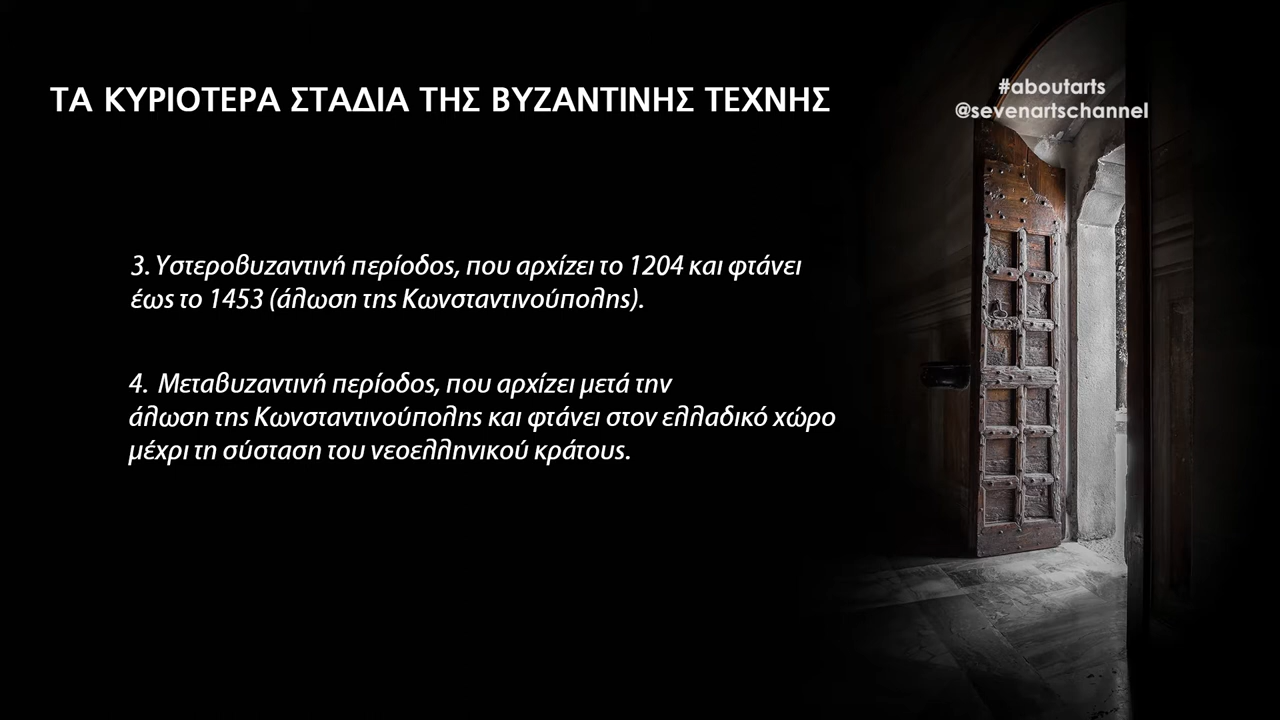 ΤΑ ΚΥΡΙΟΤΕΡΑ ΣΤΑΔΙΑ ΤΗΣ ΒΥΖΑΝΤΙΝΗΣ ΤΕΧΝΗΣ
#aboutarts
@sevenartschannel
3. Υστεροβυζαντινή περίοδος, που αρχίζει το 1204 και φτάνει
έως το 1453 (άλωση της Κωνσταντινούπολης).
4. Μεταβυζαντινή περίοδος, που αρχίζει μετά την
άλωση της Κωνσταντινούπολης και φτάνει στον ελλαδικό χώρο
μέχρι τη σύσταση του νεοελληνικού κράτους.